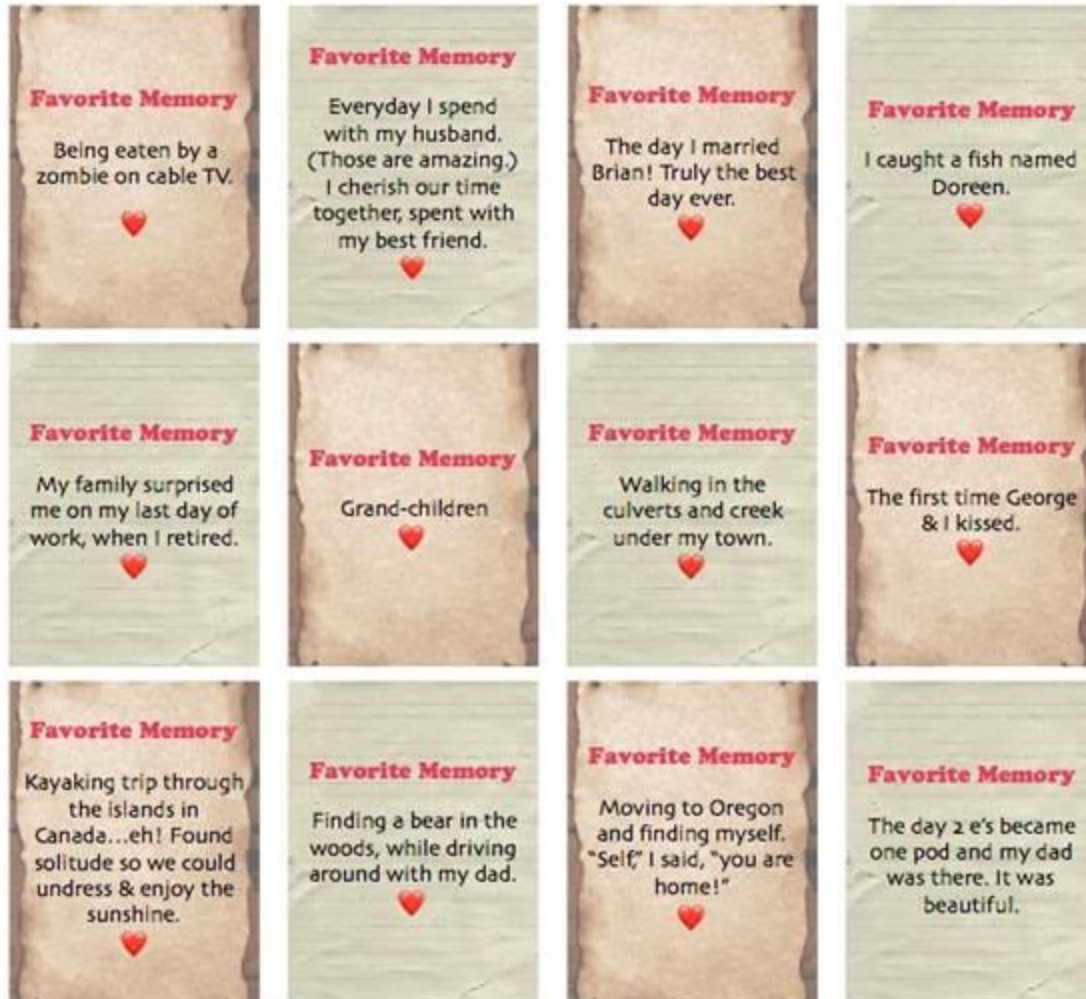 Favorite Memory
Being eaten by a
zombie on cable TV.
Favorite Memory
Everyday I spend
with my husband.
(Those are amazing.)
I cherish our time
together, spent with
my best friend.
Favorite Memory
The day I married
Brian! Truly the best
day ever.
Favorite Memory
I caught a fish named
Doreen.
Favorite Memory
My family surprised
me on my last day of
work, when I retired.
Favorite Memory
Grand-children
Favorite Memory
Walking in the
culverts and creek
under my town.
Favorite Memory
The first time George
& I kissed.
Favorite Memory
Kayaking trip through
the islands in
Canada...eh! Found
solitude so we could
undress & enjoy the
sunshine.
Favorite Memory
Finding a bear in the
woods, while driving
around with my dad.
Favorite Memory
Moving to Oregon
and finding myself.
"Self," I said, "you are
home!"
Favorite Memory
The day 2 e's became
one pod and my dad
was there. It was
beautiful.